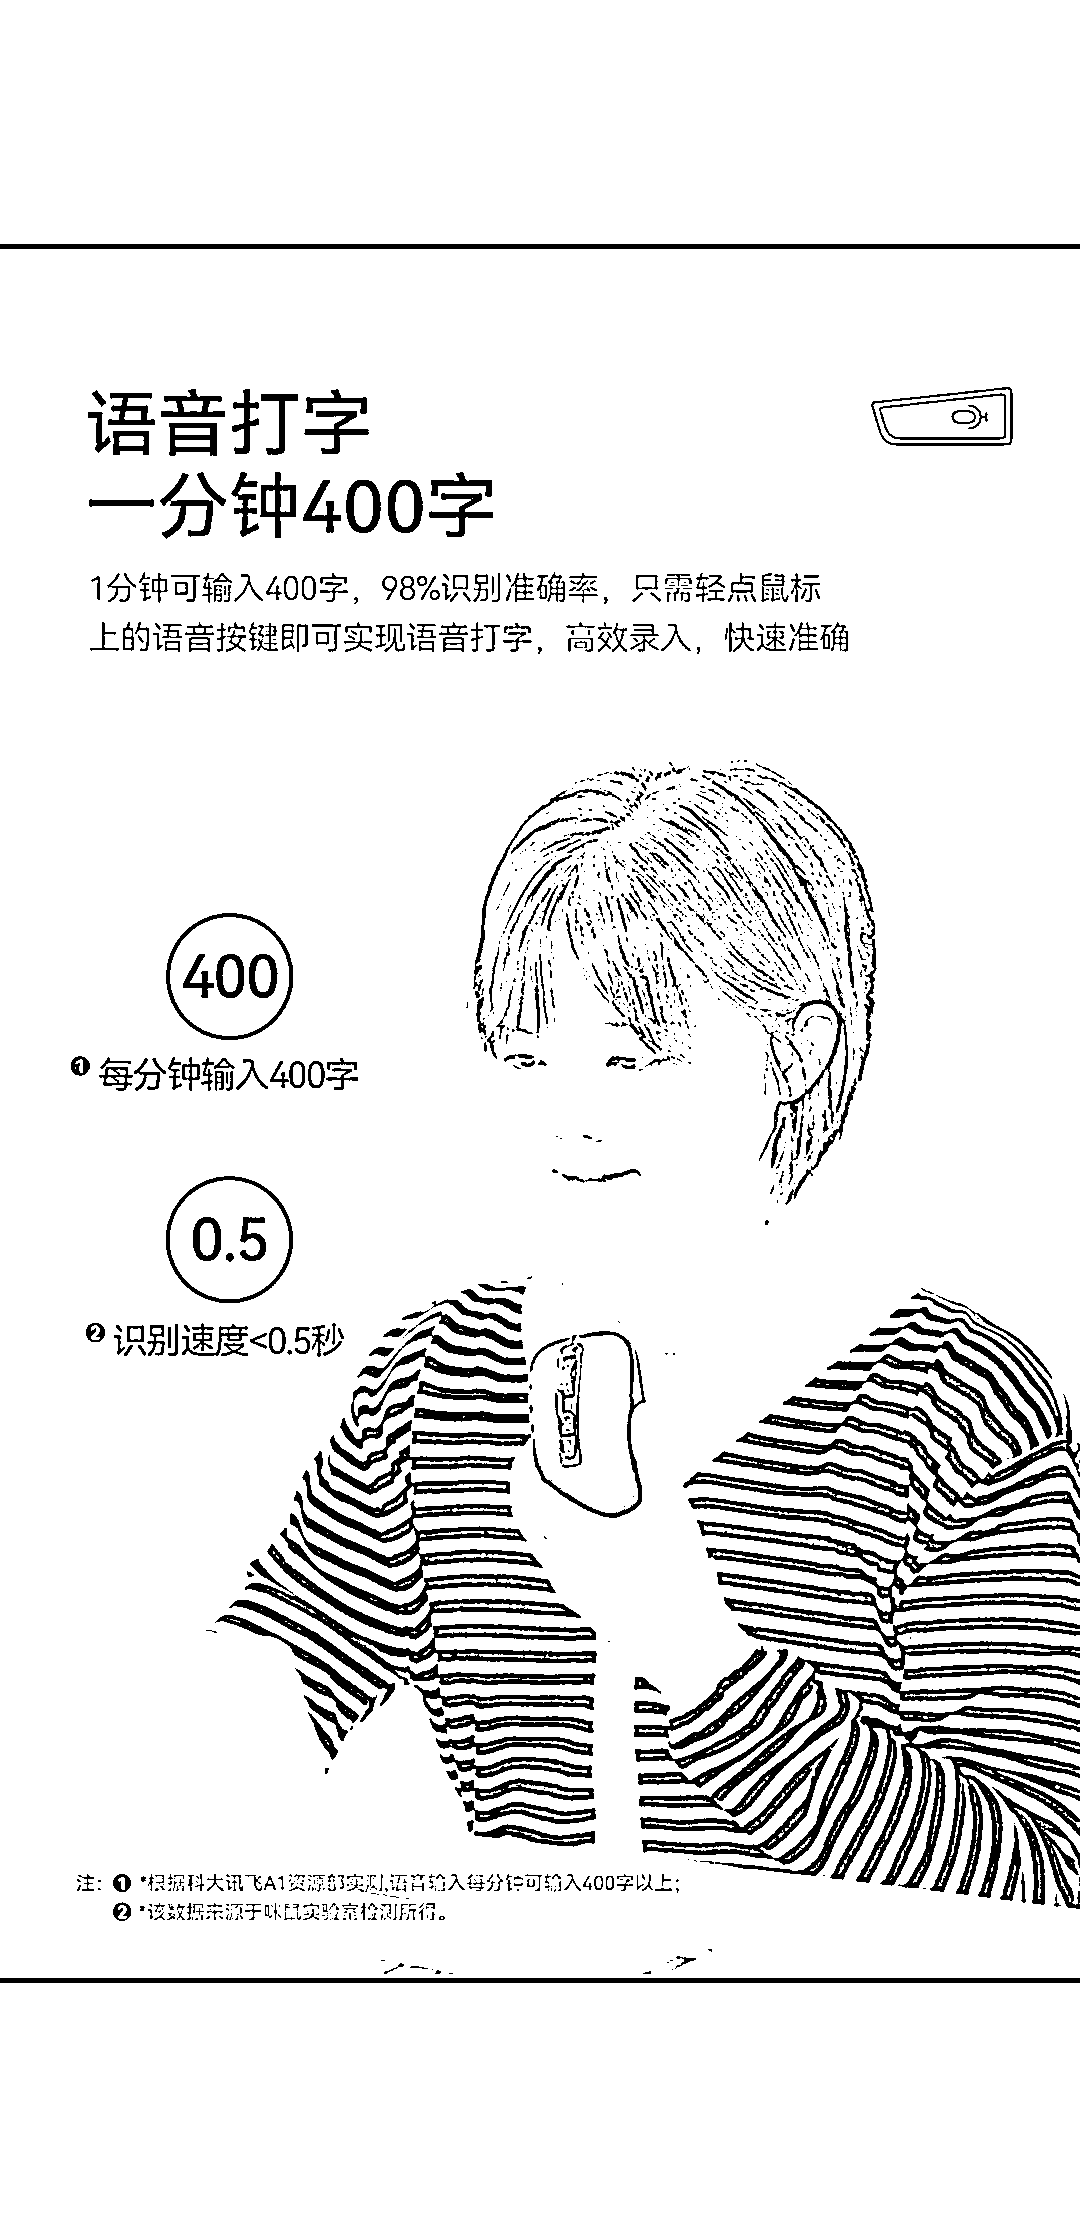 语音打字
一分钟400字
1分钟可输入400字，98%识别准确率，只需轻点鼠标
上的语音按键即可实现语音打字，高效录入，快速准确
400
❶ 每分钟输入400字
0.5
❷ 识别速度<0.5秒
注：❶ *根据科大讯飞A1资源部实测,语音输入每分钟可输入400字以上；
❷ *该数据来源于咪鼠实验室检测所得。